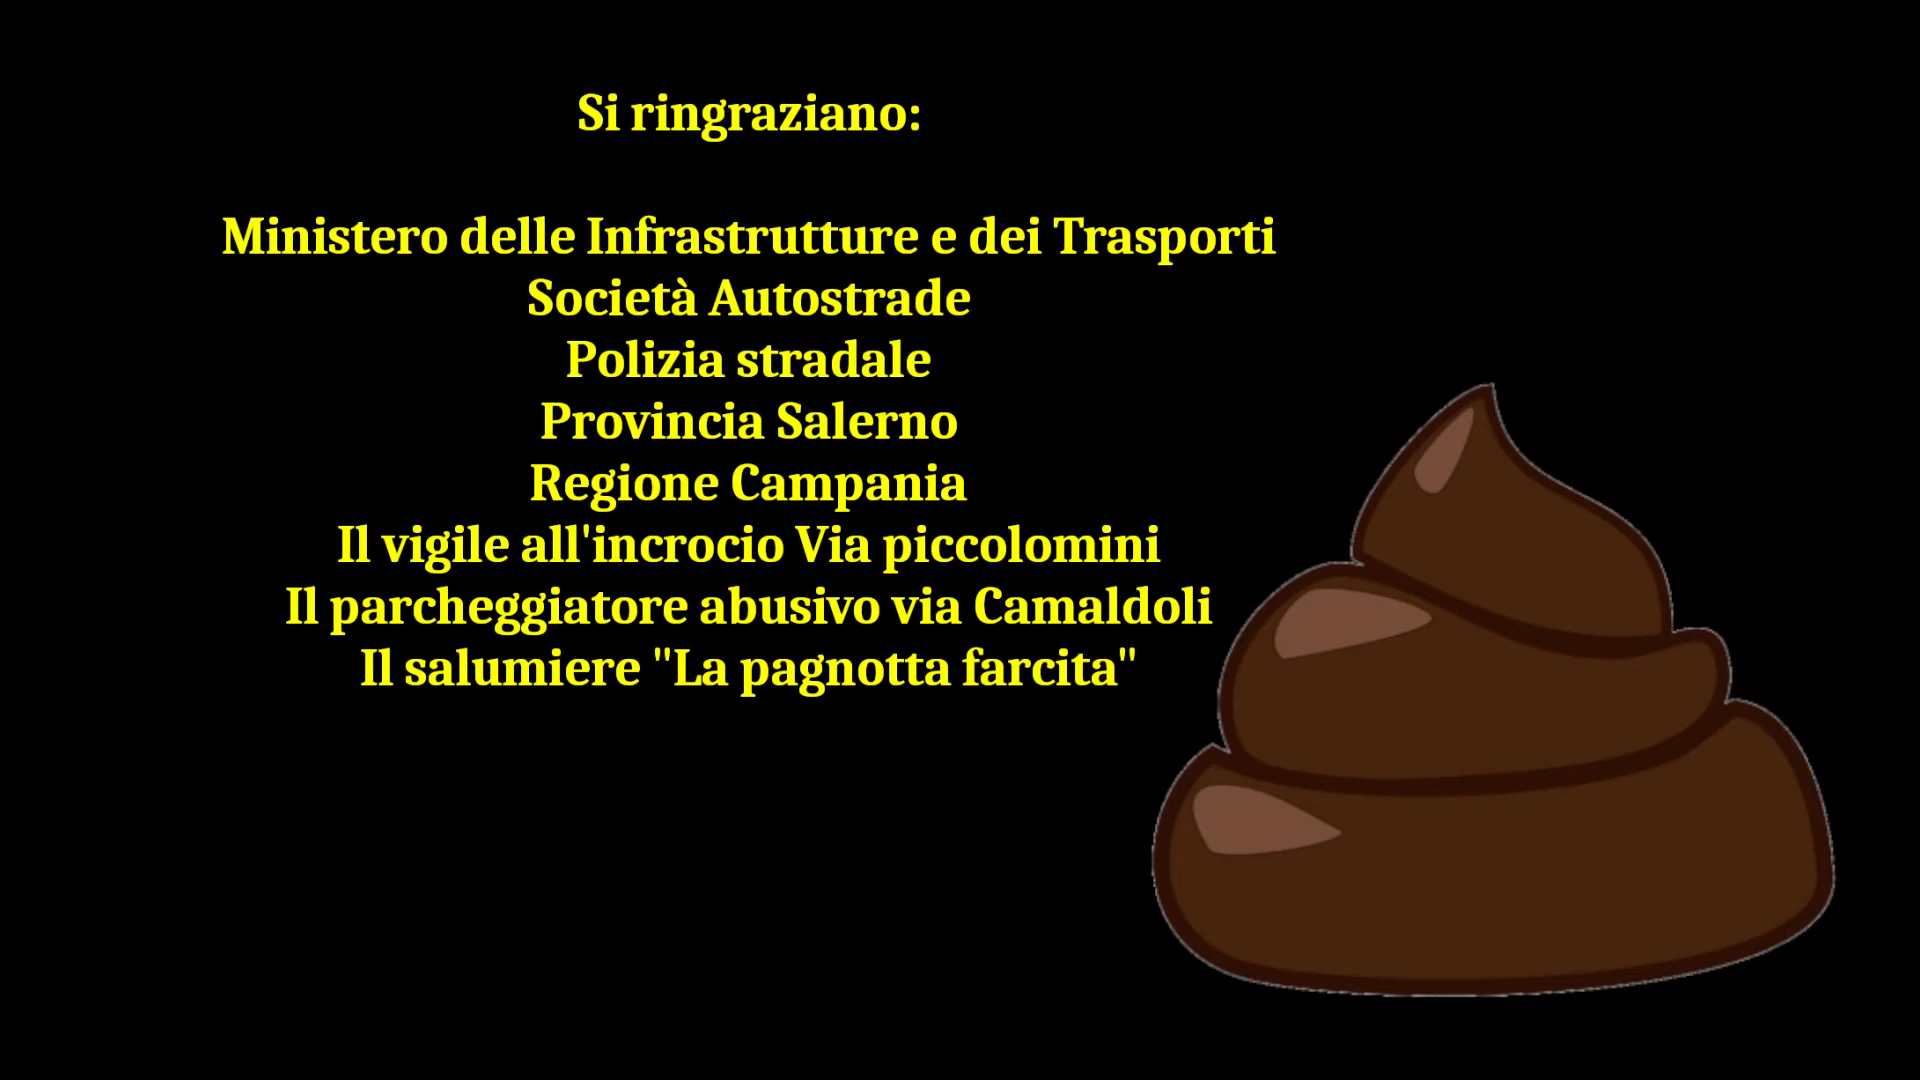 Si ringraziano:
Ministero delle Infrastrutture e dei Trasporti
Società Autostrade
Polizia stradale
Provincia Salerno
Regione Campania
Il vigile all'incrocio Via piccolomini
Il parcheggiatore abusivo via Camaldoli
Il salumiere "La pagnotta farcita"